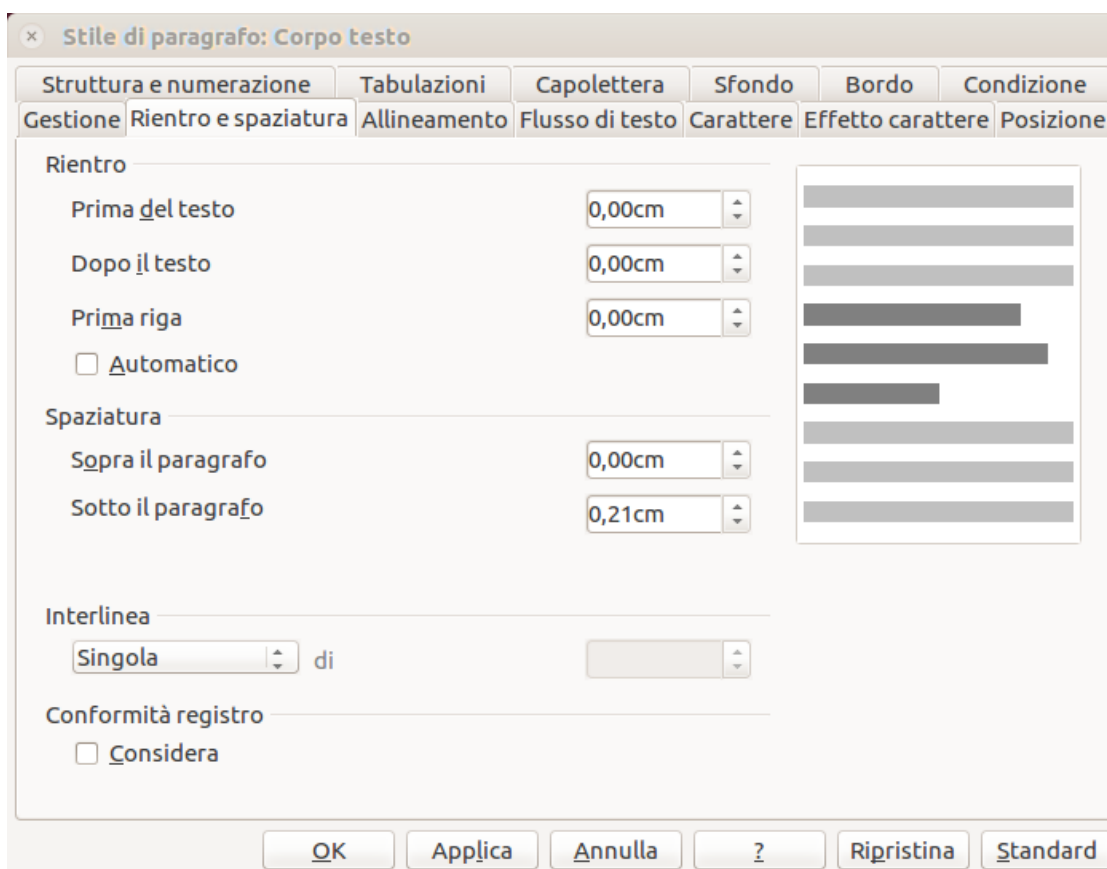 Stile di paragrafo: Corpo testo
Struttura e numerazione Tabulazioni Capolettera Sfondo Bordo Condizione
Gestione Rientro e spaziatura Allineamento Flusso di testo Carattere Effetto carattere Posizione
Rientro
Prima del testo 0,00cm
Dopo il testo 0,00cm
Prima riga 0,00cm
Automatico
Spaziatura
Sopra il paragrafo 0,00cm
Sotto il paragrafo 0,21cm
Interlinea
Singola di
Conformità registro
Considera
OK Applica Annulla ? Ripristina Standard